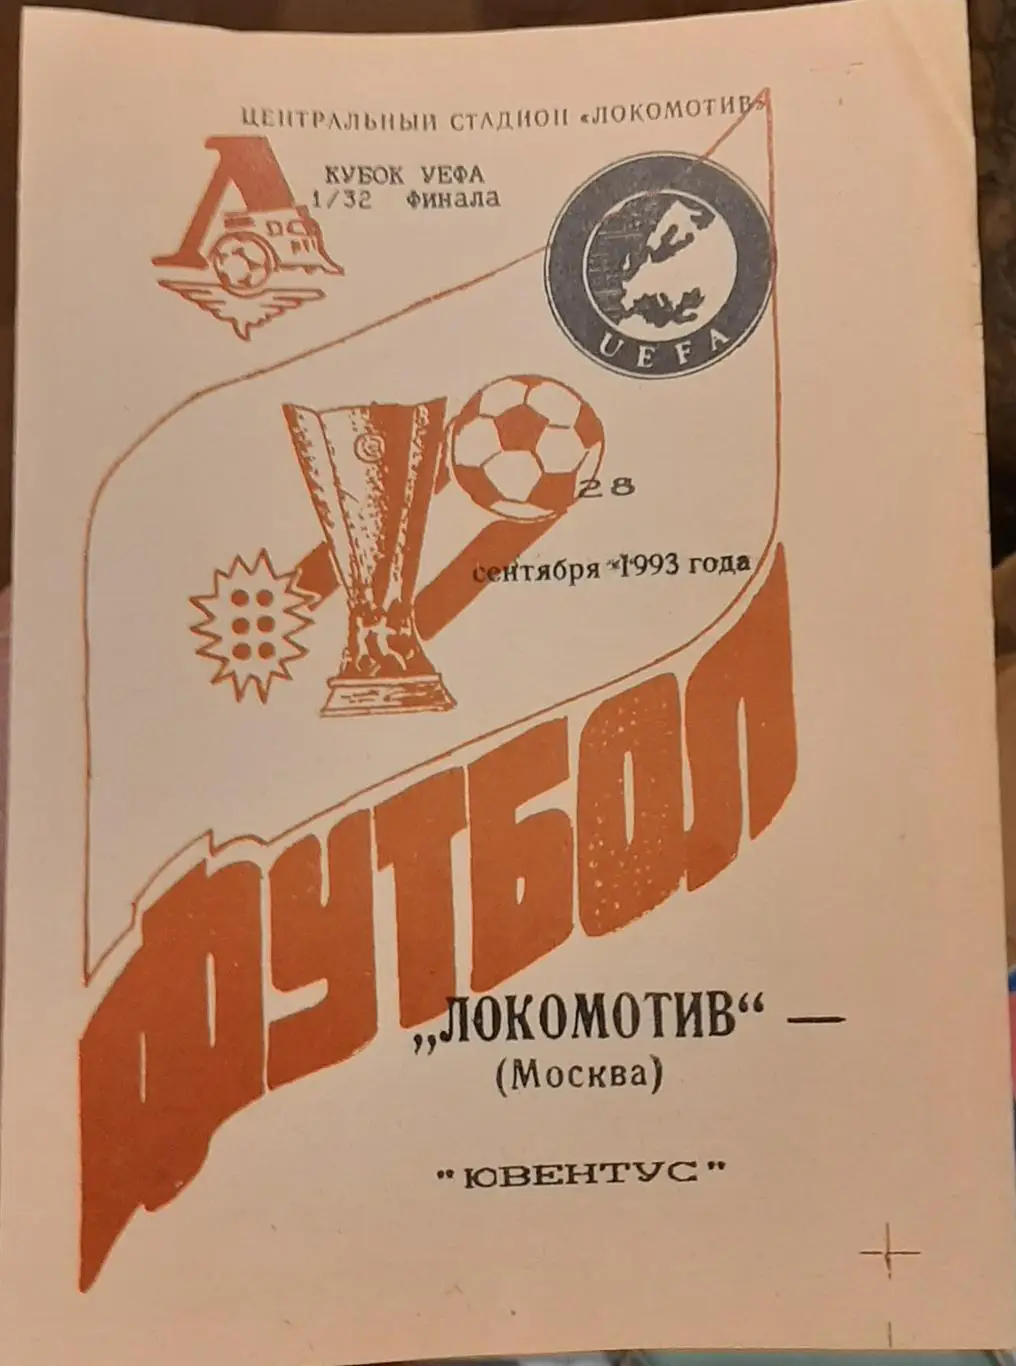 ЦЕНТРАЛЬНЫЙ СТАДИОН «ЛОКОМОТИВ»
КУБОК УЕФА
1/32 Финала
UEFA
28
сентября 1993 года
ФУТБОЛ
„ЛОКОМОТИВ“ —
(Москва)
"ЮВЕНТУС"